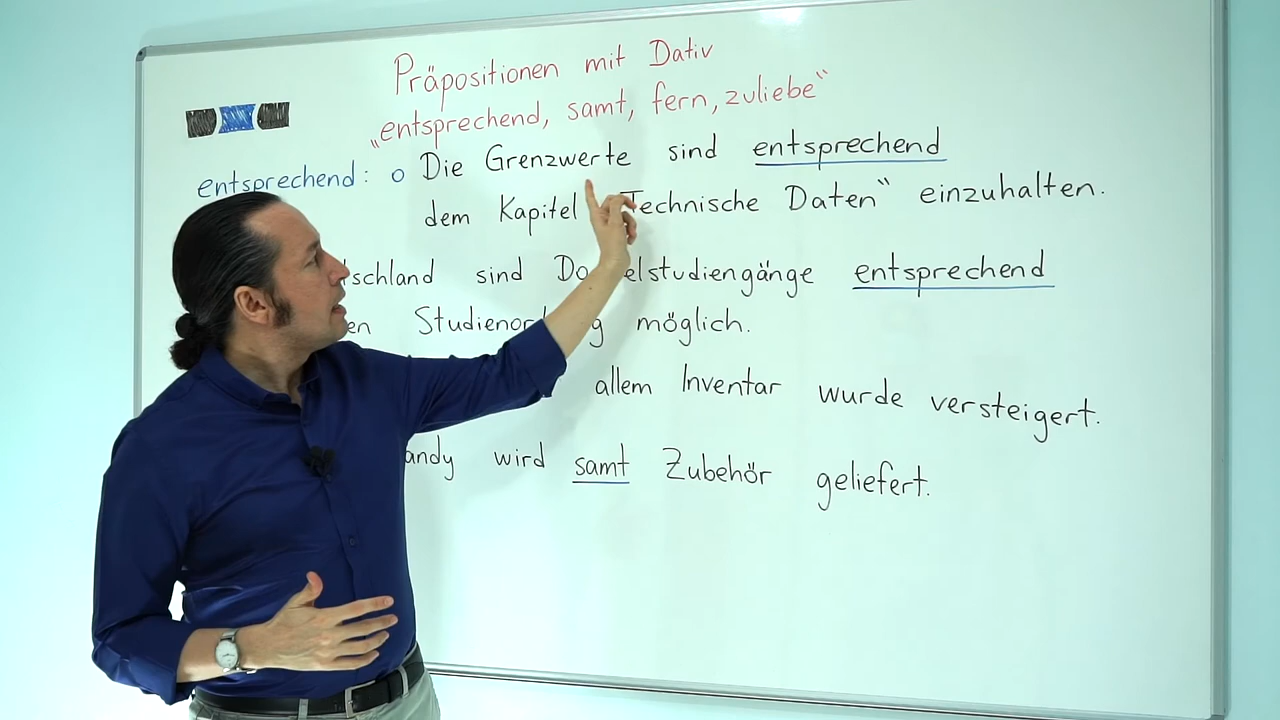 Präpositionen mit Dativ
„entsprechend, samt, fern, zuliebe“
entsprechend: o Die Grenzwerte sind entsprechend
dem Kapitel Technische Daten“ einzuhalten.
sind entsprechend
möglich.
allem Inventar wurde versteigert.
wird samt Zubehör geliefert.